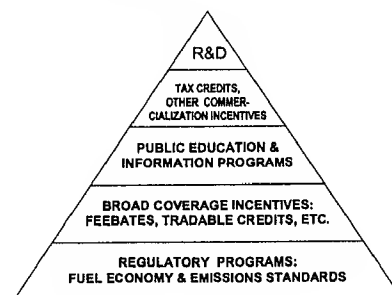 R&D
TAX CREDITS,
OTHER COMMER-
CIALIZATION INCENTIVES
PUBLIC EDUCATION &
INFORMATION PROGRAMS
BROAD COVERAGE INCENTIVES:
FEEBATES, TRADABLE CREDITS, ETC.
REGULATORY PROGRAMS:
FUEL ECONOMY & EMISSIONS STANDARDS